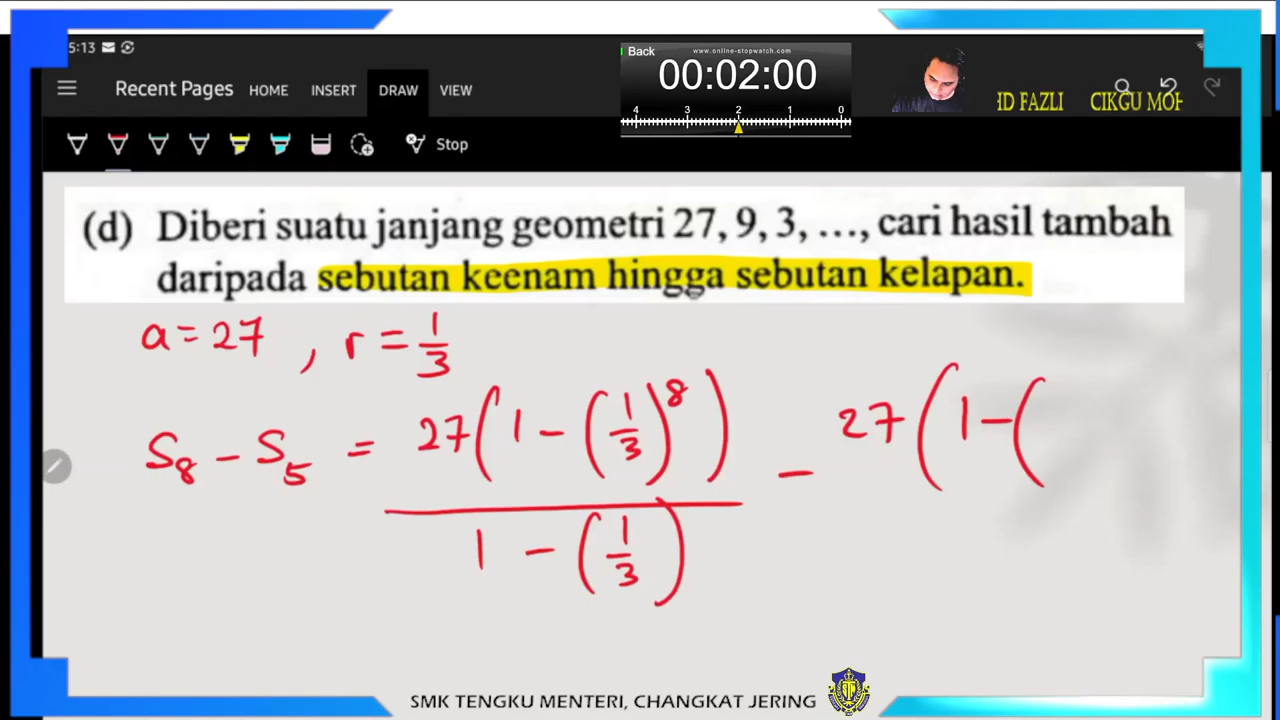 5:13
Back
www.online-stopwatch.com
00:02:00
4 3 2 1 0
ID FAZLI CIKGU MOH
Recent Pages HOME INSERT DRAW VIEW
Stop
(d) Diberi suatu janjang geometri 27, 9, 3, ..., cari hasil tambah
daripada sebutan keenam hingga sebutan kelapan.
a = 27 , r = 1/3
S₈ - S₅ = 27(1 - (1/3)⁸) / 1 - (1/3) - 27(1 - (
SMK TENGKU MENTERI, CHANGKAT JERING